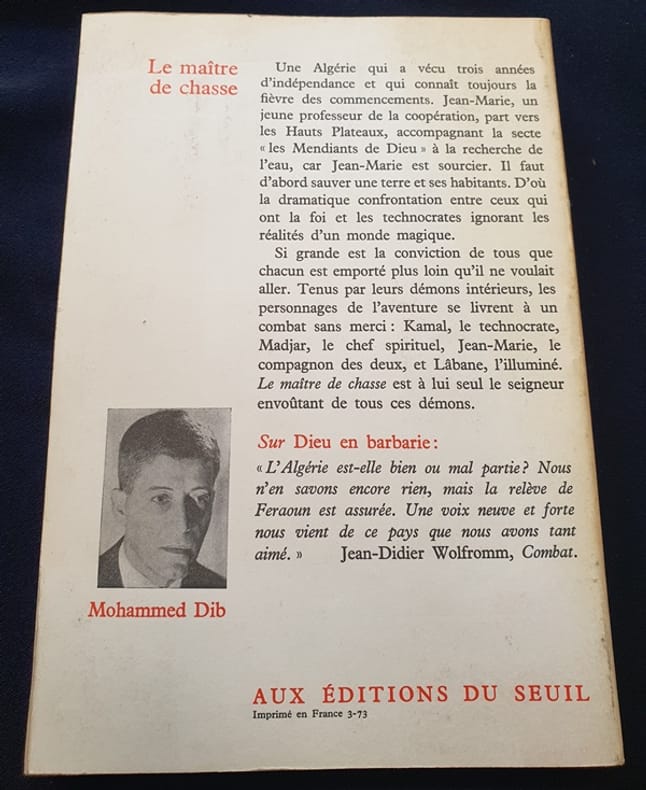 Le maître
de chasse
Une Algérie qui a vécu trois années
d'indépendance et qui connaît toujours la
fièvre des commencements. Jean-Marie, un
jeune professeur de la coopération, part vers
les Hauts Plateaux, accompagnant la secte
« les Mendiants de Dieu » à la recherche de
l'eau, car Jean-Marie est sourcier. Il faut
d'abord sauver une terre et ses habitants. D'où
la dramatique confrontation entre ceux qui
ont la foi et les technocrates ignorant les
réalités d'un monde magique.
Si grande est la conviction de tous que
chacun est emporté plus loin qu'il ne voulait
aller. Tenus par leurs démons intérieurs, les
personnages de l'aventure se livrent à un
combat sans merci : Kamal, le technocrate,
Madjar, le chef spirituel, Jean-Marie, le
compagnon des deux, et Lâbane, l'illuminé.
Le maître de chasse est à lui seul le seigneur
envoûtant de tous ces démons.
Sur Dieu en barbarie :
« L'Algérie est-elle bien ou mal partie ? Nous
n'en savons encore rien, mais la relève de
Feraoun est assurée. Une voix neuve et forte
nous vient de ce pays que nous avons tant
aimé. » Jean-Didier Wolfromm, Combat.
Mohammed Dib
AUX ÉDITIONS DU SEUIL
Imprimé en France 3-73